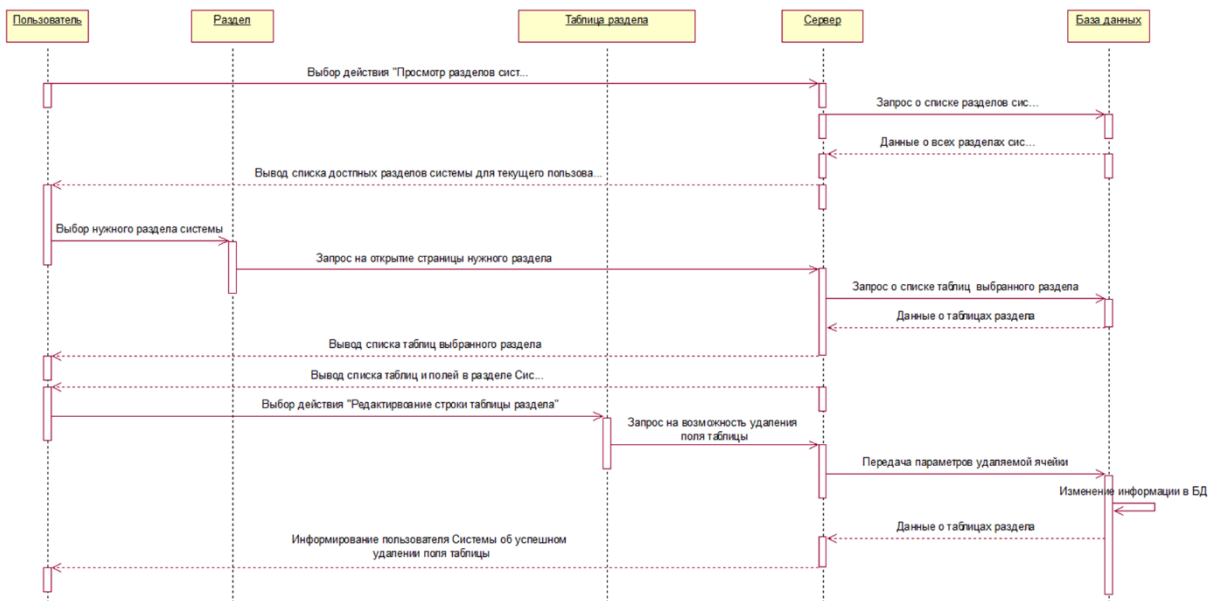 Пользователь
Раздел
Таблица раздела
Сервер
База данных
Выбор действия "Просмотр разделов сист...
Запрос о списке разделов сис...
Данные о всех разделах сис...
Вывод списка достпных разделов системы для текущего пользова...
Выбор нужного раздела системы
Запрос на открытие страницы нужного раздела
Запрос о списке таблиц выбранного раздела
Данные о таблицах раздела
Вывод списка таблиц выбранного раздела
Вывод списка таблиц и полей в разделе Сис...
Выбор действия "Редактирвоание строки таблицы раздела"
Запрос на возможность удаления
поля таблицы
Передача параметров удаляемой ячейки
Изменение информации в БД
Данные о таблицах раздела
Информирование пользователя Системы об успешном
удалении поля таблицы